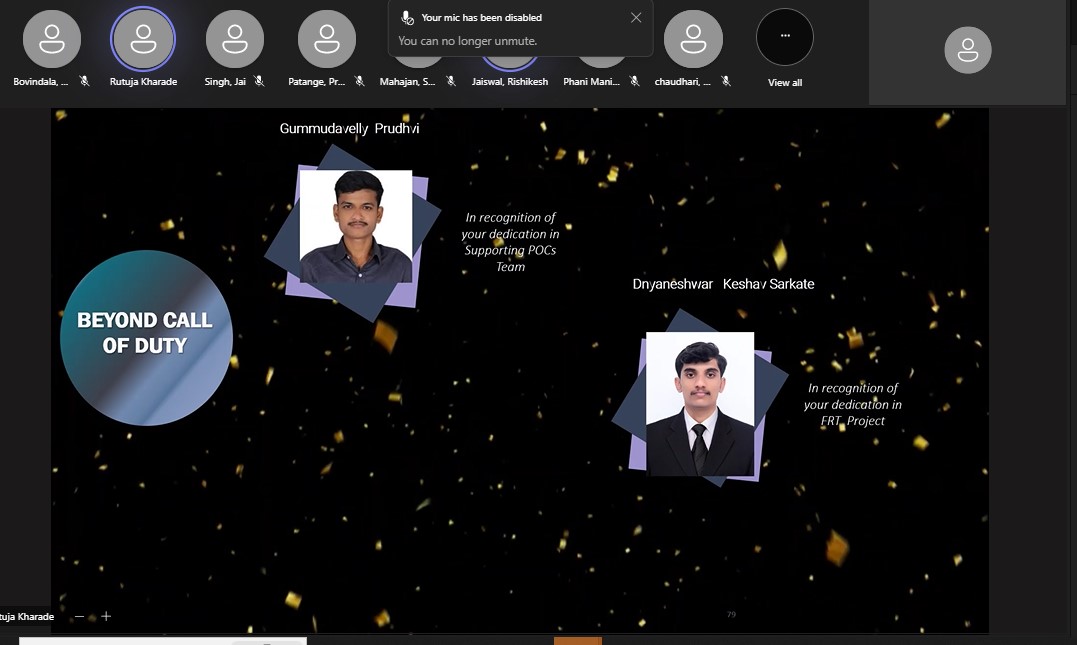 Your mic has been disabled
You can no longer unmute.
Bovindala, ...
Rutuja Kharade
Singh, Jai
Patange, Pr...
Mahajan, S...
Jaiswal, Rishikesh
Phani Mani...
chaudhari, ...
View all
Gummudavelly Prudhvi
In recognition of
your dedication in
Supporting POCs
Team
BEYOND CALL
OF DUTY
Dnyaneshwar Keshav Sarkate
In recognition of
your dedication in
FRT Project
79
tuja Kharade